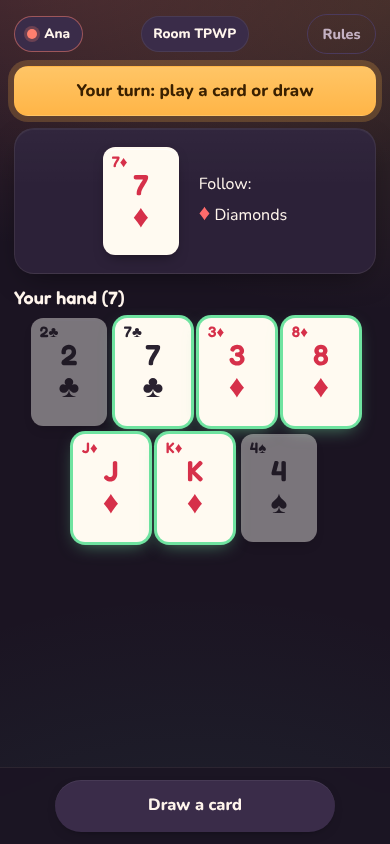 Ana
Room TPWP
Rules
Your turn: play a card or draw
7♦
7
♦
Follow:
♦ Diamonds
Your hand (7)
2♣
2
♣
7♣
7
♣
3♦
3
♦
8♦
8
♦
J♦
J
♦
K♦
K
♦
4♠
4
♠
Draw a card